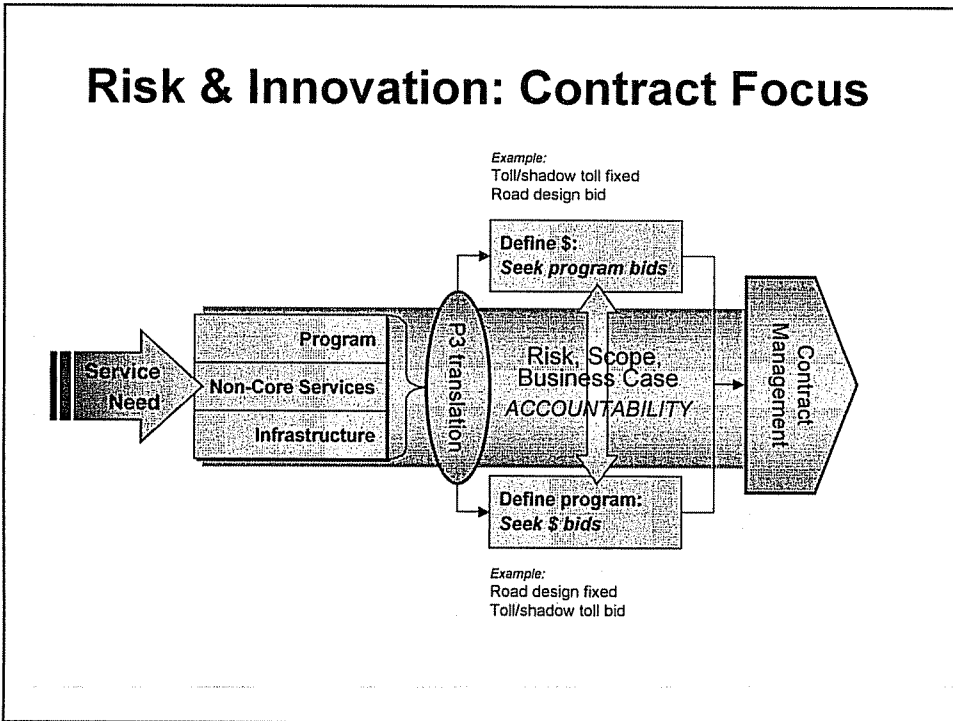 Risk & Innovation: Contract Focus
Example:
Toll/shadow toll fixed
Road design bid
Define $:
Seek program bids
Service
Need
Program
Non-Core Services
Infrastructure
P3 translation
Risk, Scope,
Business Case
ACCOUNTABILITY
Contract
Management
Define program:
Seek $ bids
Example:
Road design fixed
Toll/shadow toll bid